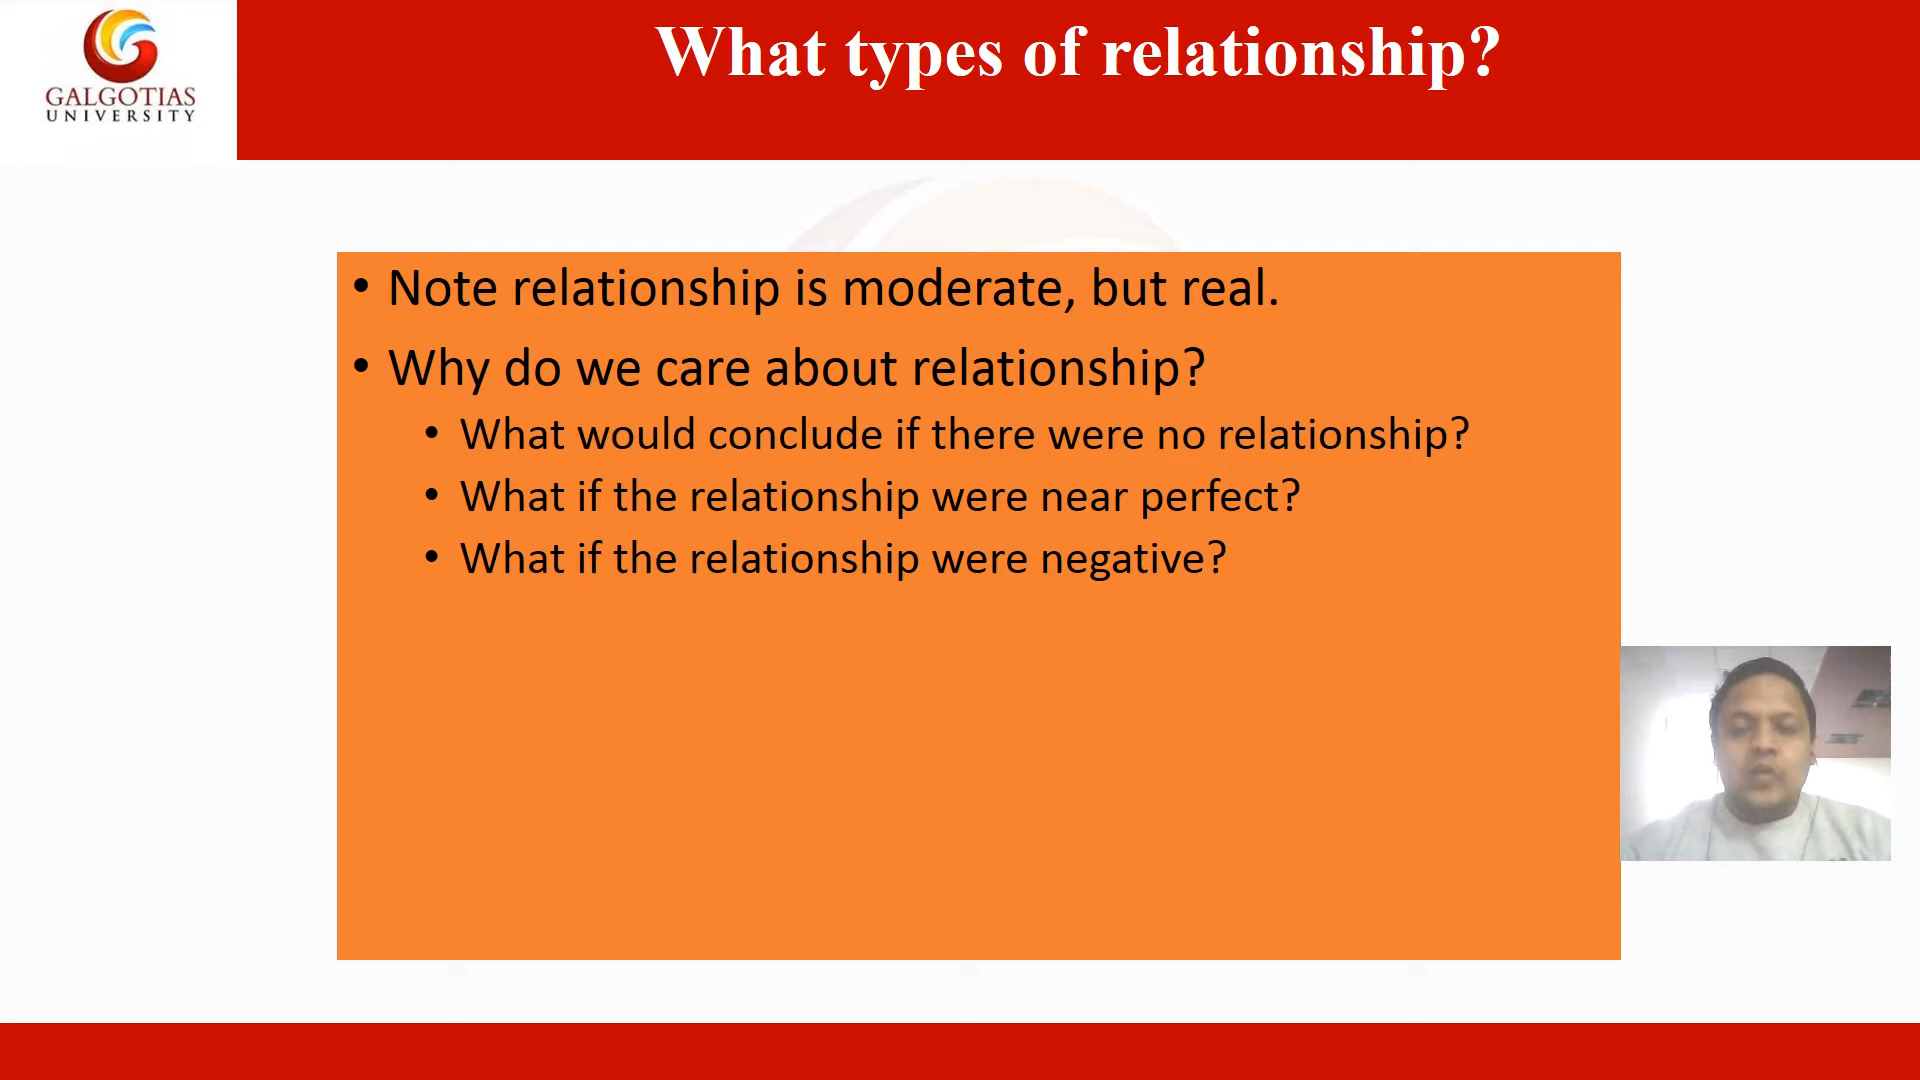 GALGOTIAS
UNIVERSITY
What types of relationship?
• Note relationship is moderate, but real.
• Why do we care about relationship?
• What would conclude if there were no relationship?
• What if the relationship were near perfect?
• What if the relationship were negative?